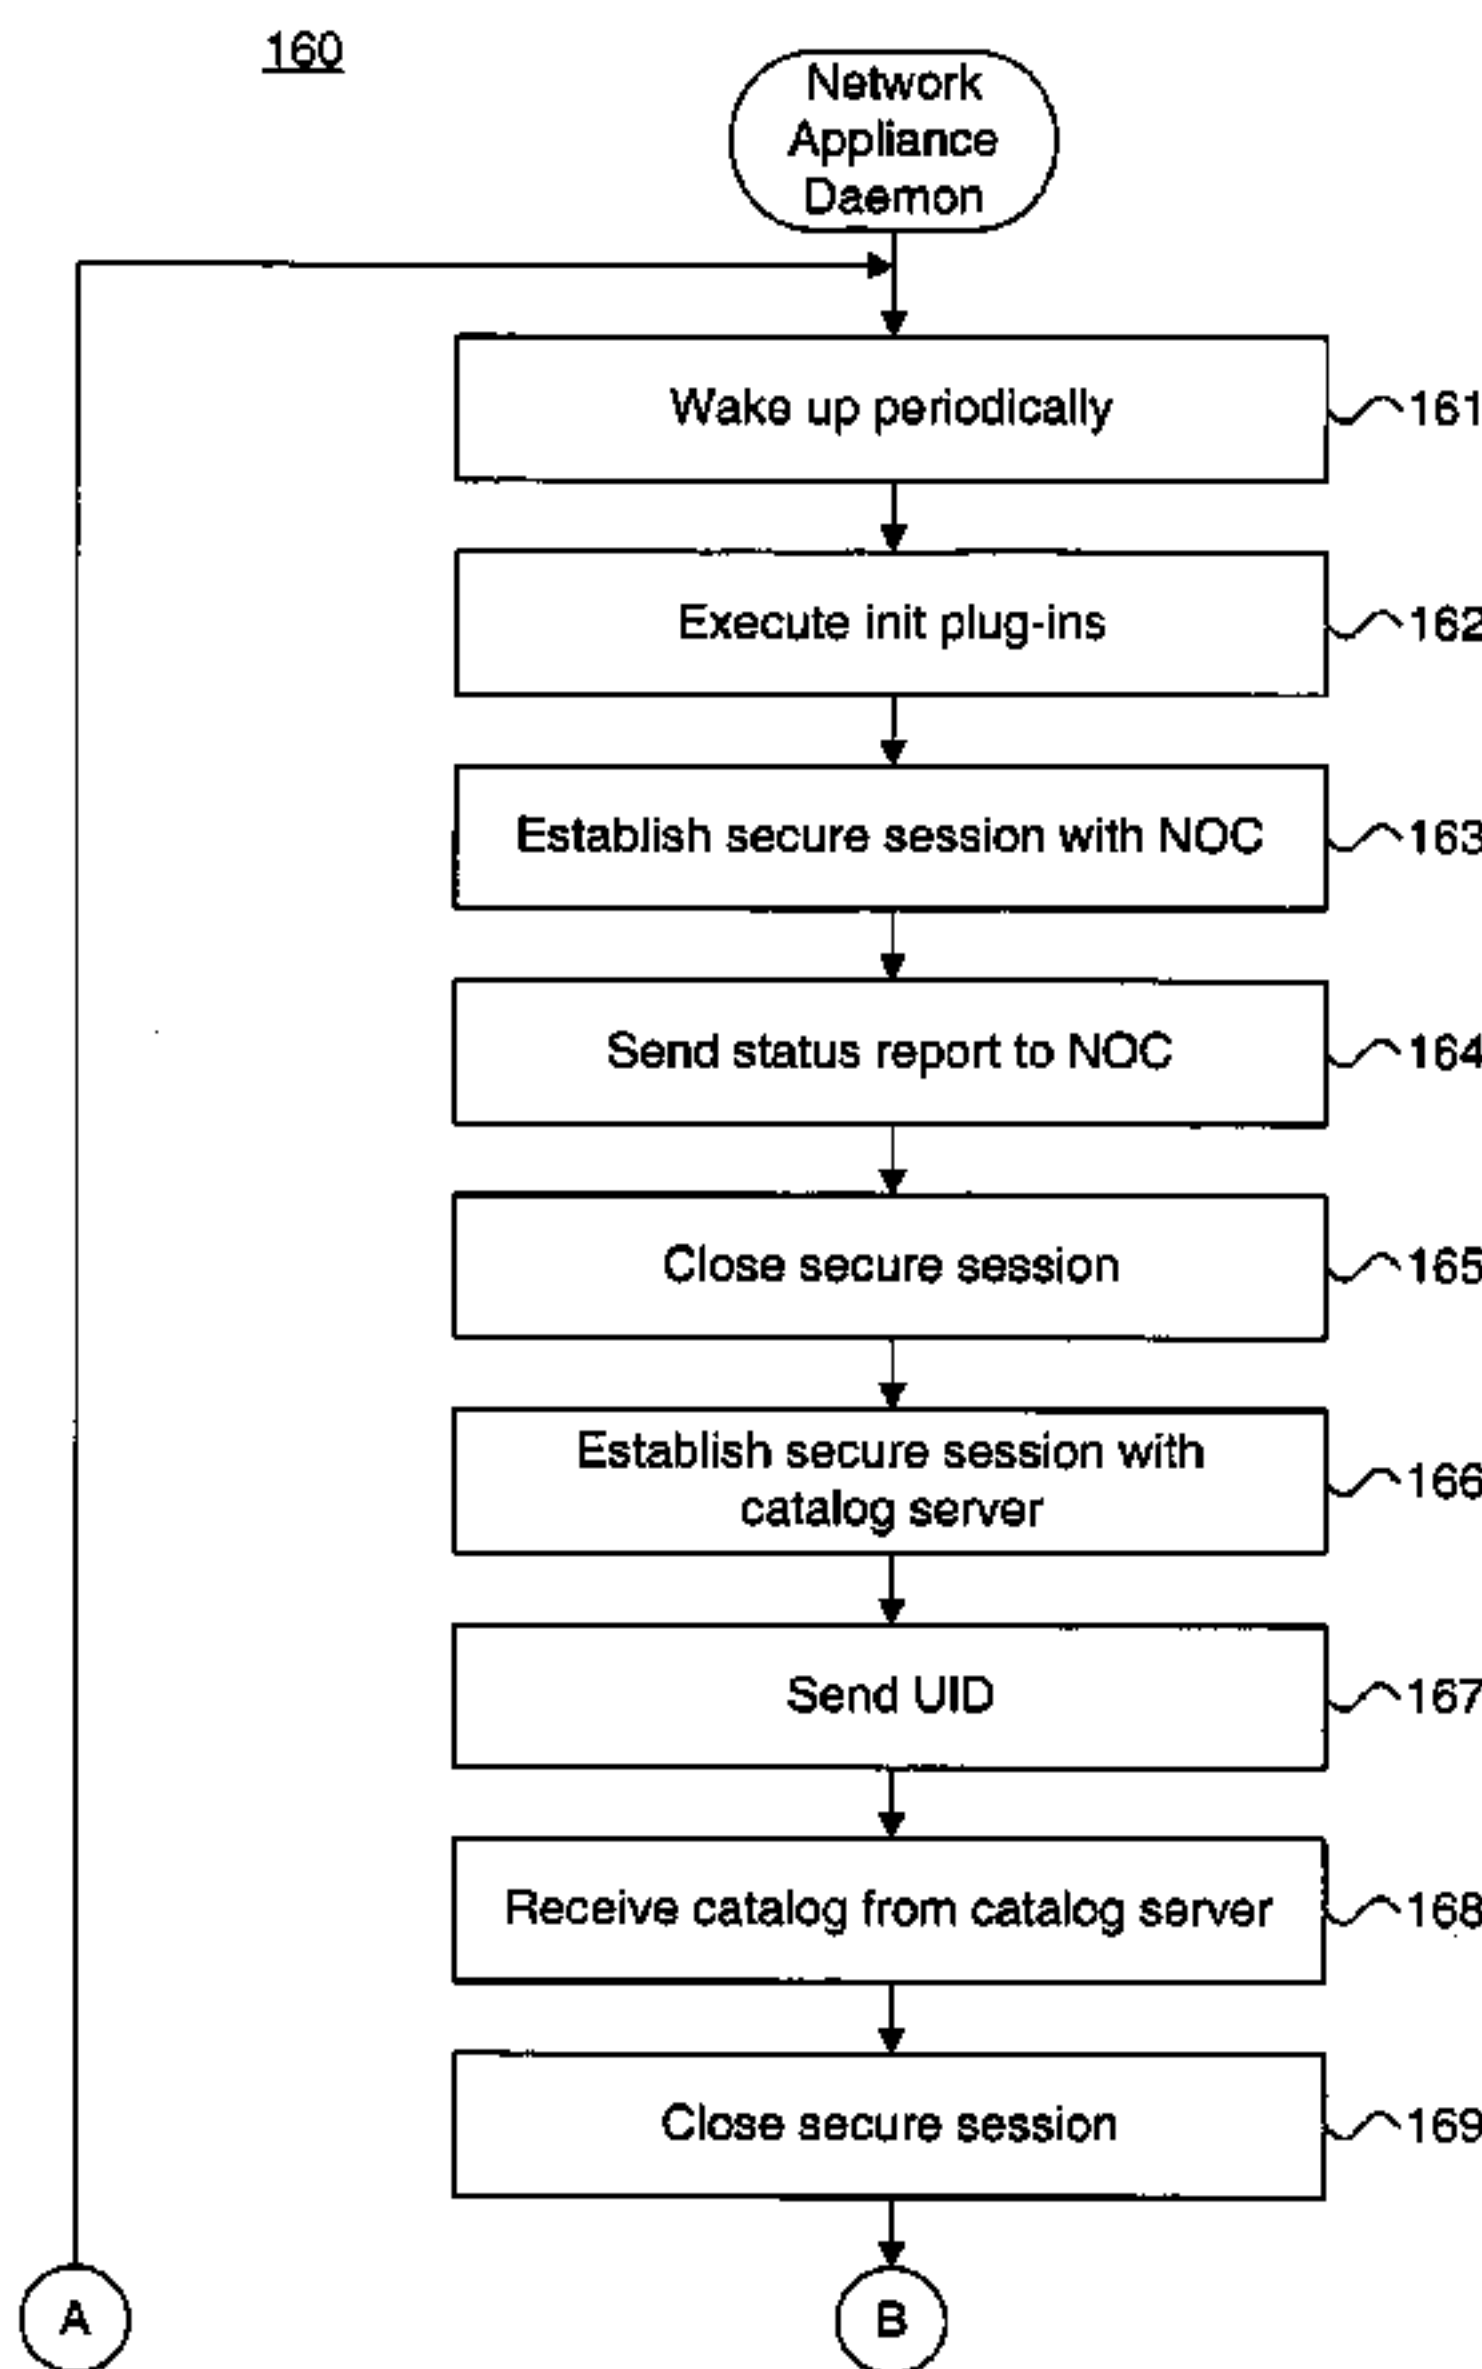 160
Network
Appliance
Daemon
Wake up periodically
161
Execute init plug-ins
162
Establish secure session with NOC
163
Send status report to NOC
164
Close secure session
165
Establish secure session with
catalog server
166
Send UID
167
Receive catalog from catalog server
168
Close secure session
169
A
B